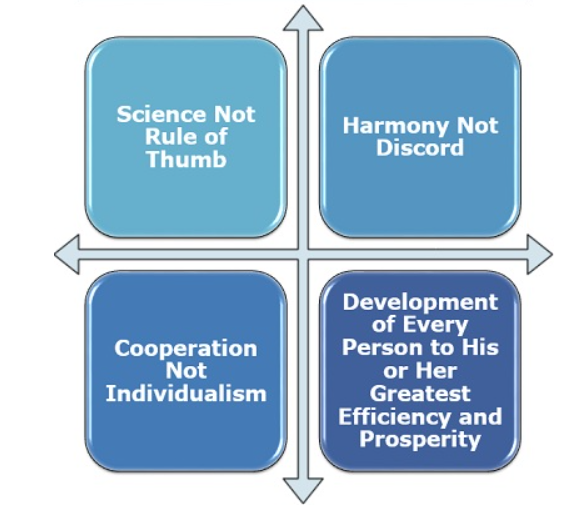 Science Not
Rule of
Thumb
Harmony Not
Discord
Cooperation
Not
Individualism
Development
of Every
Person to His
or Her
Greatest
Efficiency and
Prosperity